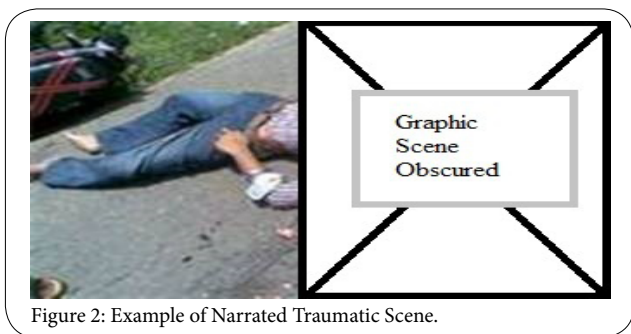 Graphic
Scene
Obscured
Figure 2: Example of Narrated Traumatic Scene.